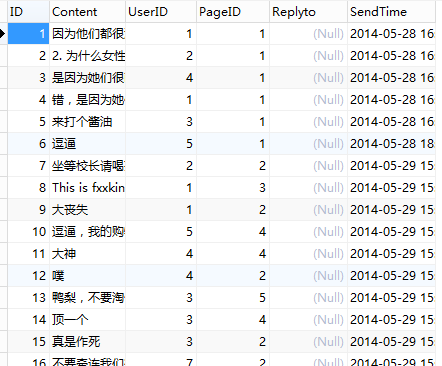 ID Content UserID PageID Replyto SendTime
1 因为他们都很 1 1 (Null) 2014-05-28 16
2 2. 为什么女性 2 1 (Null) 2014-05-28 16
3 是因为她们很 4 1 (Null) 2014-05-28 16
4 错，是因为她 1 1 (Null) 2014-05-28 16
5 来打个酱油 3 1 (Null) 2014-05-28 16
6 逗逼 5 1 (Null) 2014-05-28 18
7 坐等校长请喝 2 2 (Null) 2014-05-29 15
8 This is fxxkin 1 3 (Null) 2014-05-29 15
9 大丧失 1 2 (Null) 2014-05-29 15
10 逗逼，我的购 5 4 (Null) 2014-05-29 15
11 大神 4 4 (Null) 2014-05-29 15
12 噗 4 2 (Null) 2014-05-29 15
13 鸭梨，不要淘 3 5 (Null) 2014-05-29 15
14 顶一个 3 4 (Null) 2014-05-29 15
15 真是作死 3 2 (Null) 2014-05-29 15
16 不要牵连我们 7 2 (Null) 2014-05-29 15